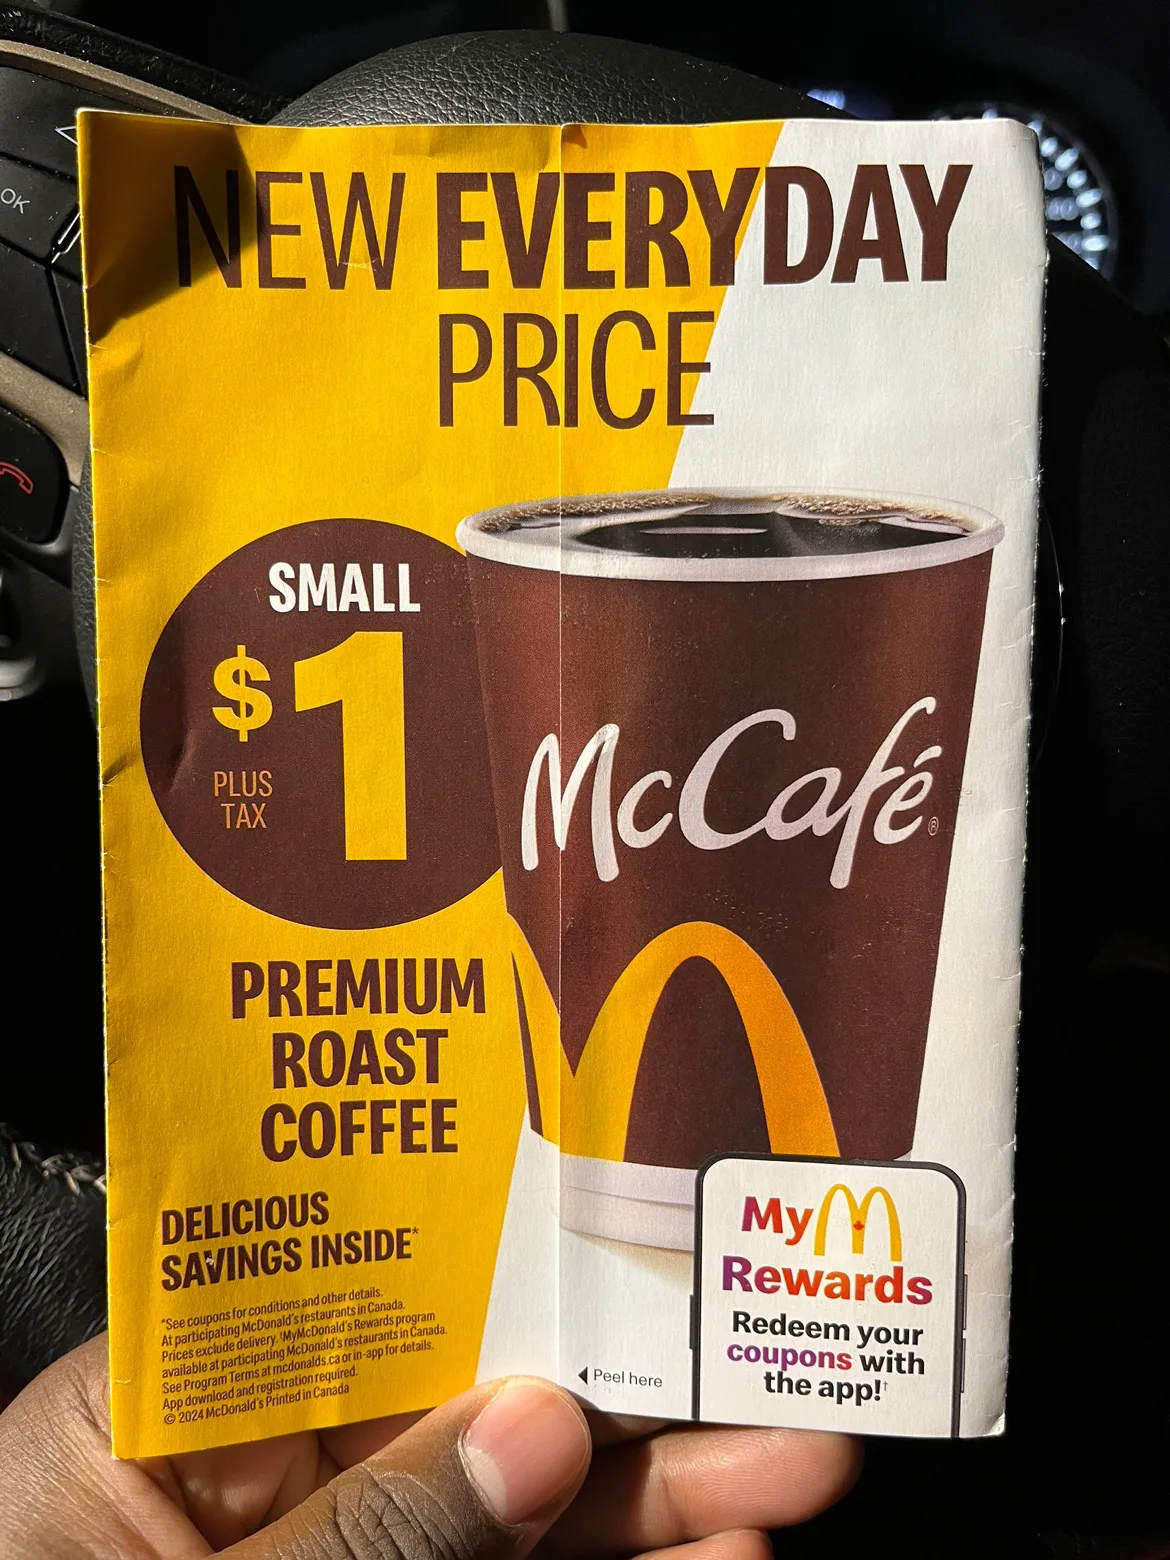 OK
NEW EVERYDAY
PRICE
SMALL
$1
PLUS
TAX
McCafé®
PREMIUM
ROAST
COFFEE
DELICIOUS
SAVINGS INSIDE*
*See coupons for conditions and other details.
At participating McDonald's restaurants in Canada.
Prices exclude delivery. †MyMcDonald's Rewards program
available at participating McDonald's restaurants in Canada.
See Program Terms at mcdonalds.ca or in-app for details.
App download and registration required.
© 2024 McDonald's Printed in Canada
Peel here
My
Rewards
Redeem your
coupons with
the app!†